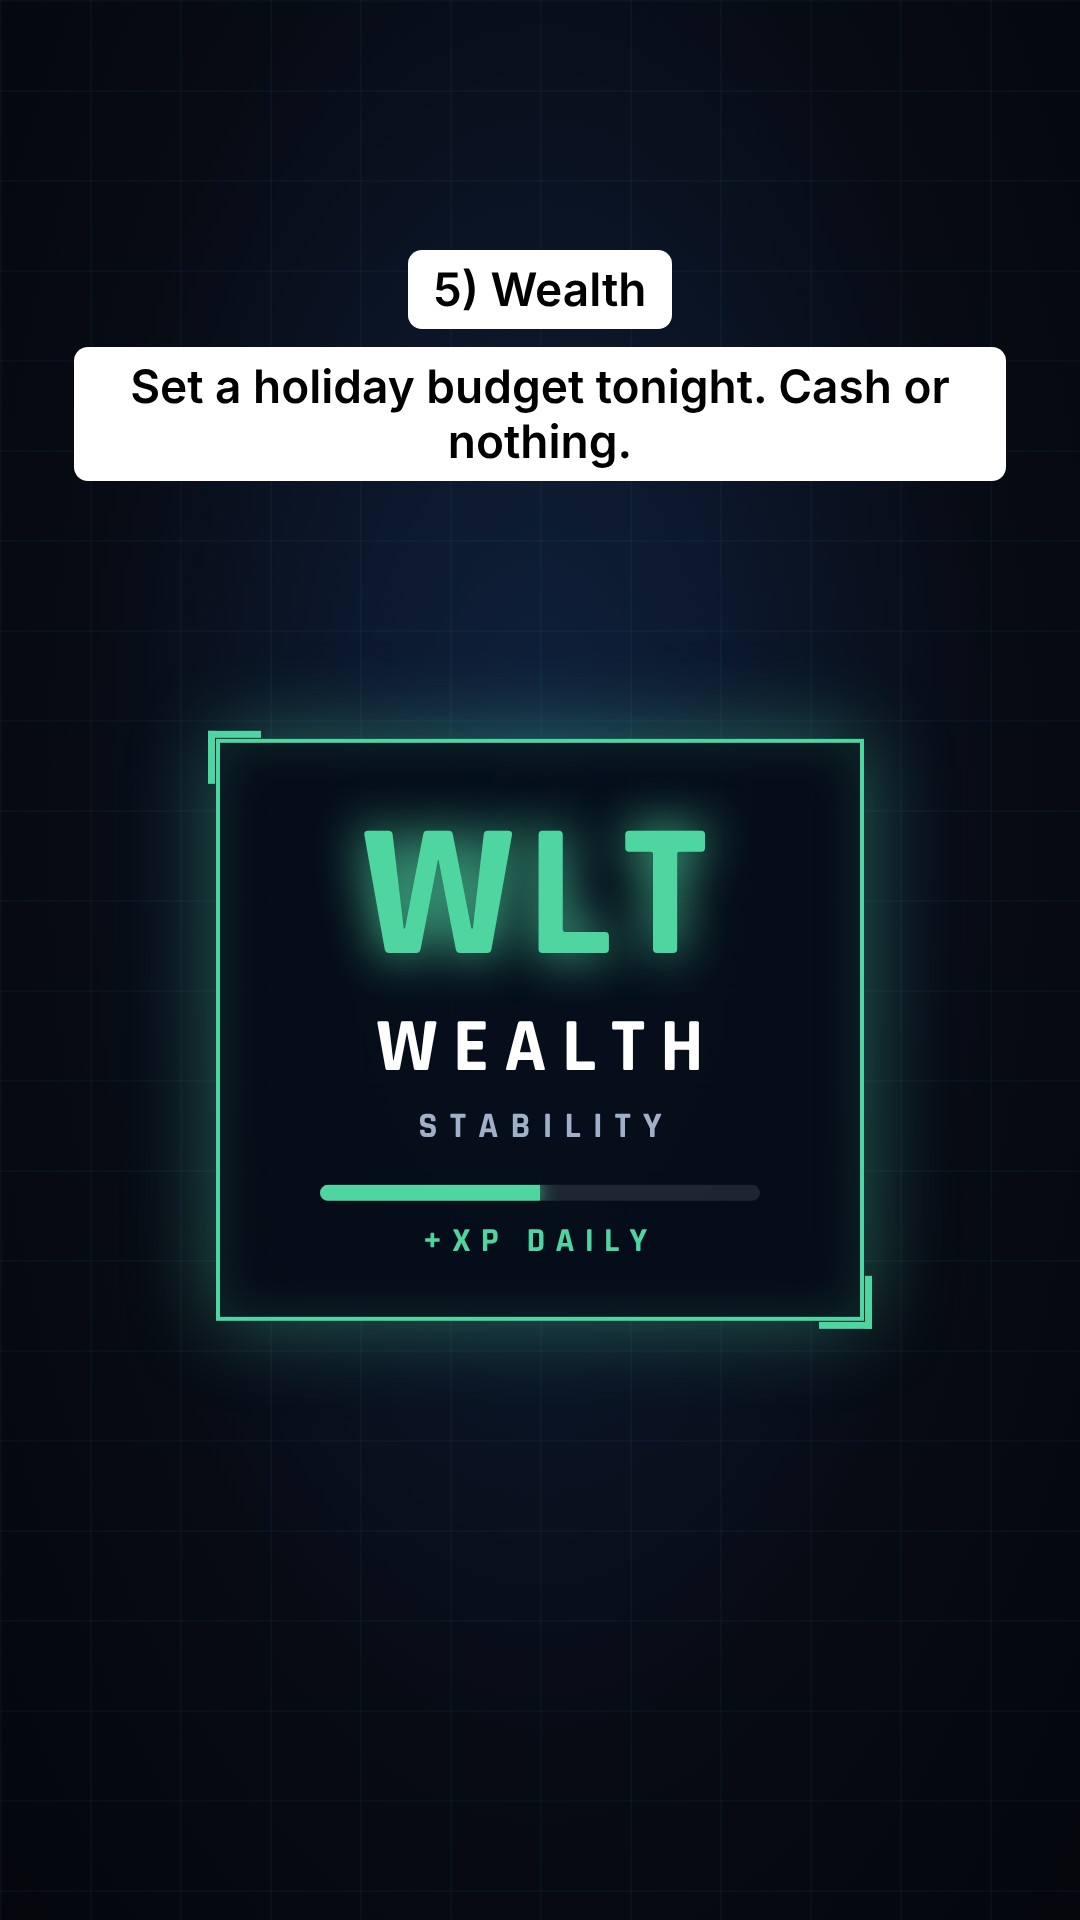 5) Wealth
Set a holiday budget tonight. Cash or
nothing.
WLT
WEALTH
STABILITY
+XP DAILY